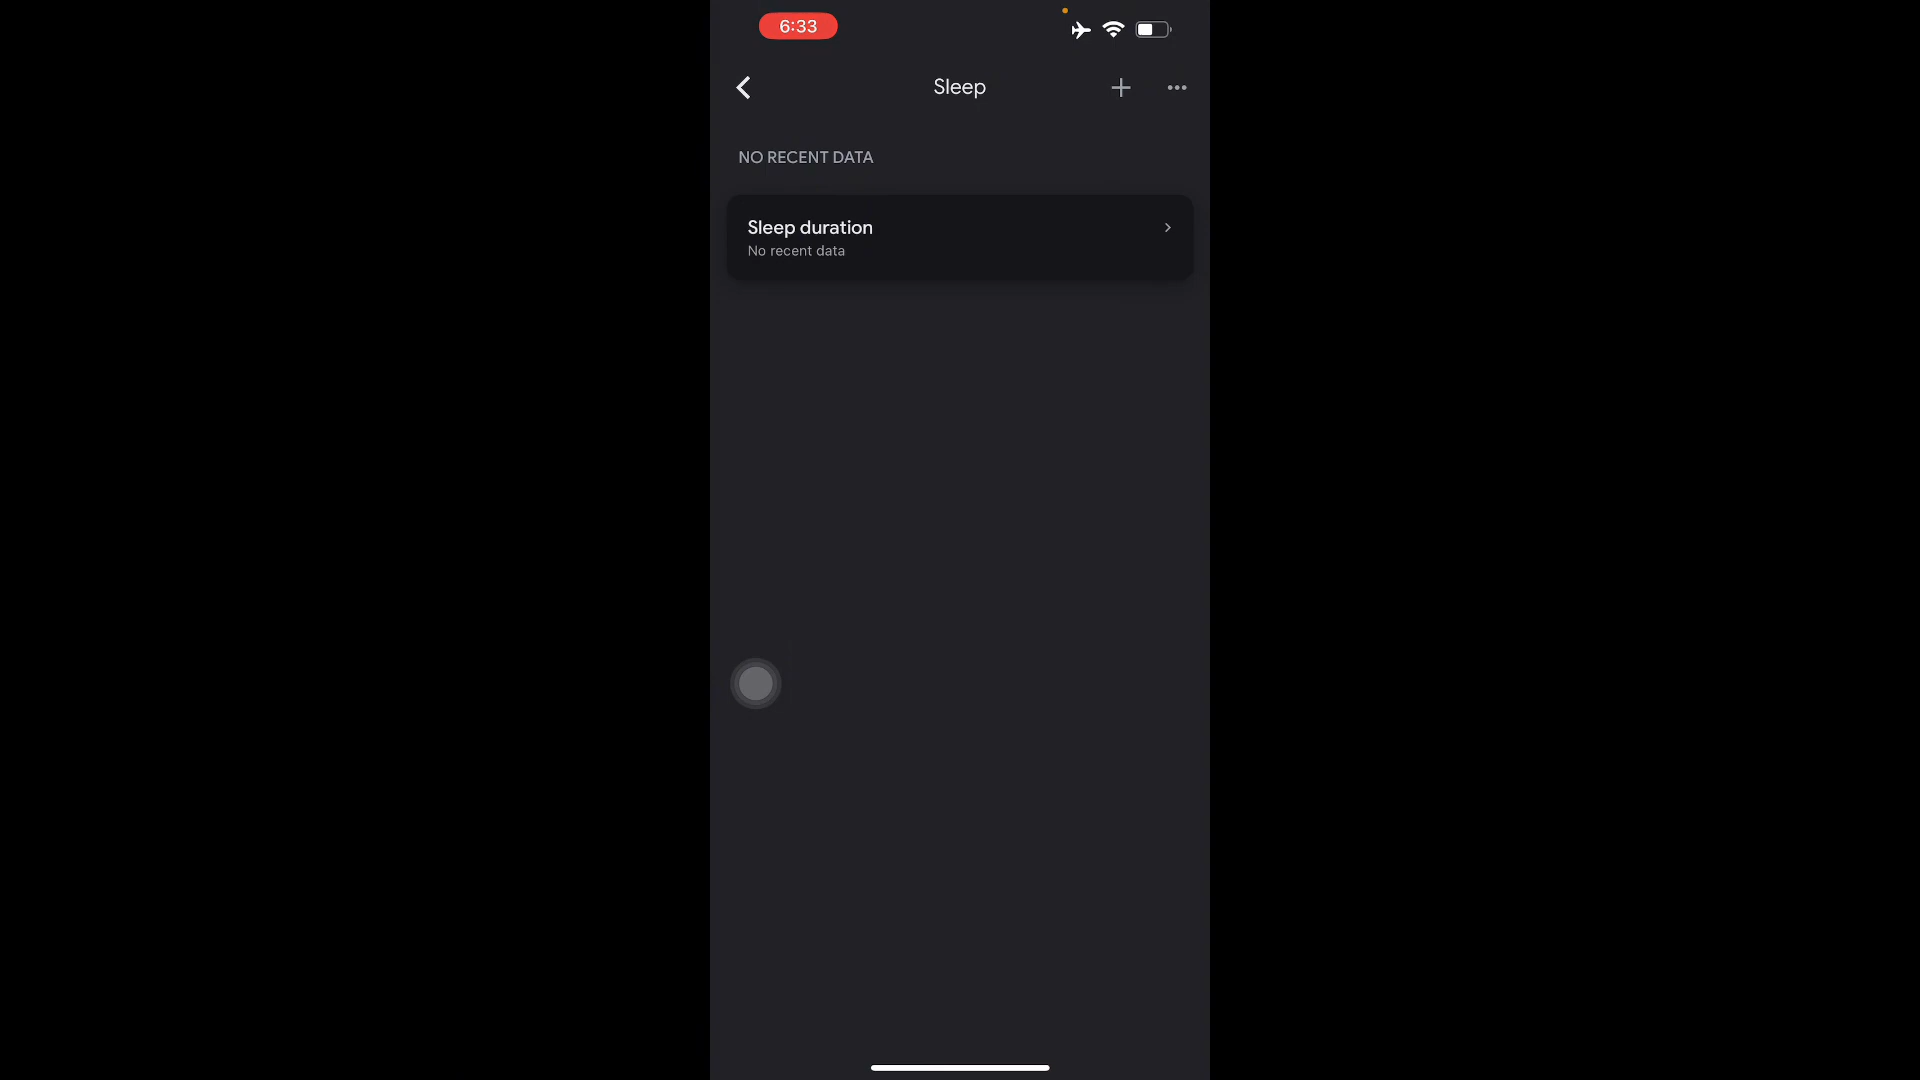 6:33
Sleep
NO RECENT DATA
Sleep duration
No recent data